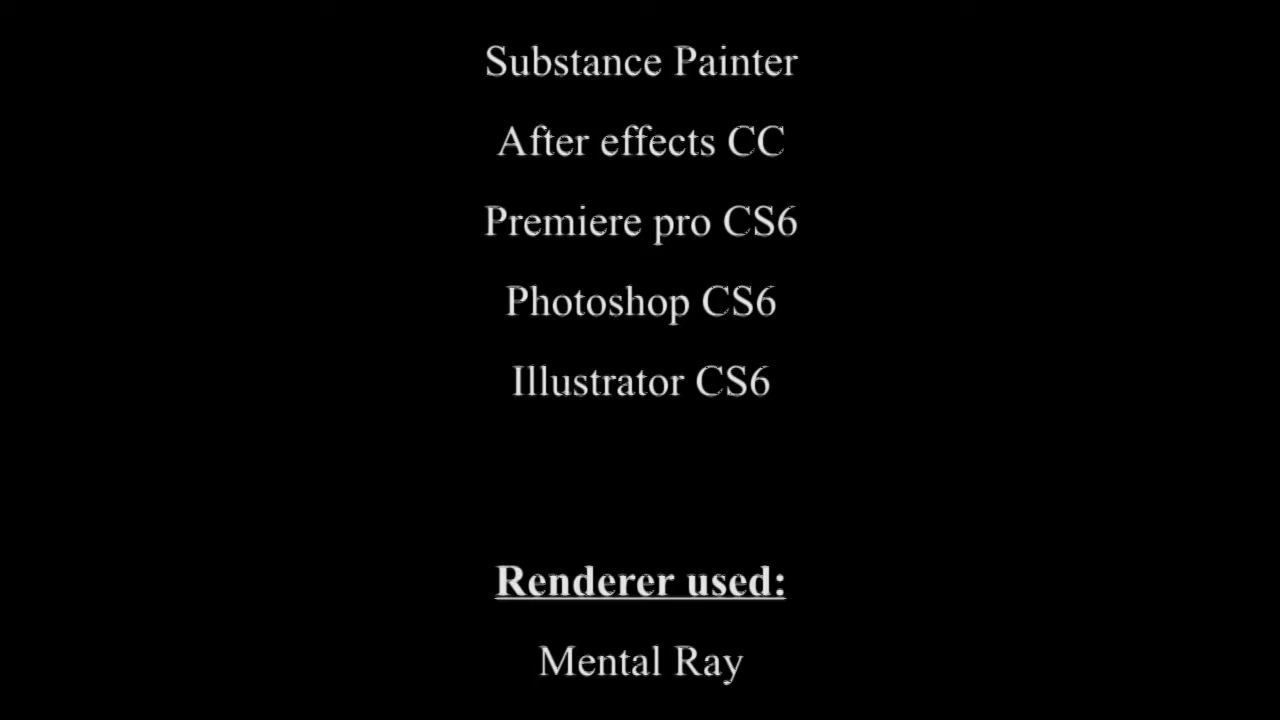 Substance Painter
After effects CC
Premiere pro CS6
Photoshop CS6
Illustrator CS6
Renderer used:
Mental Ray